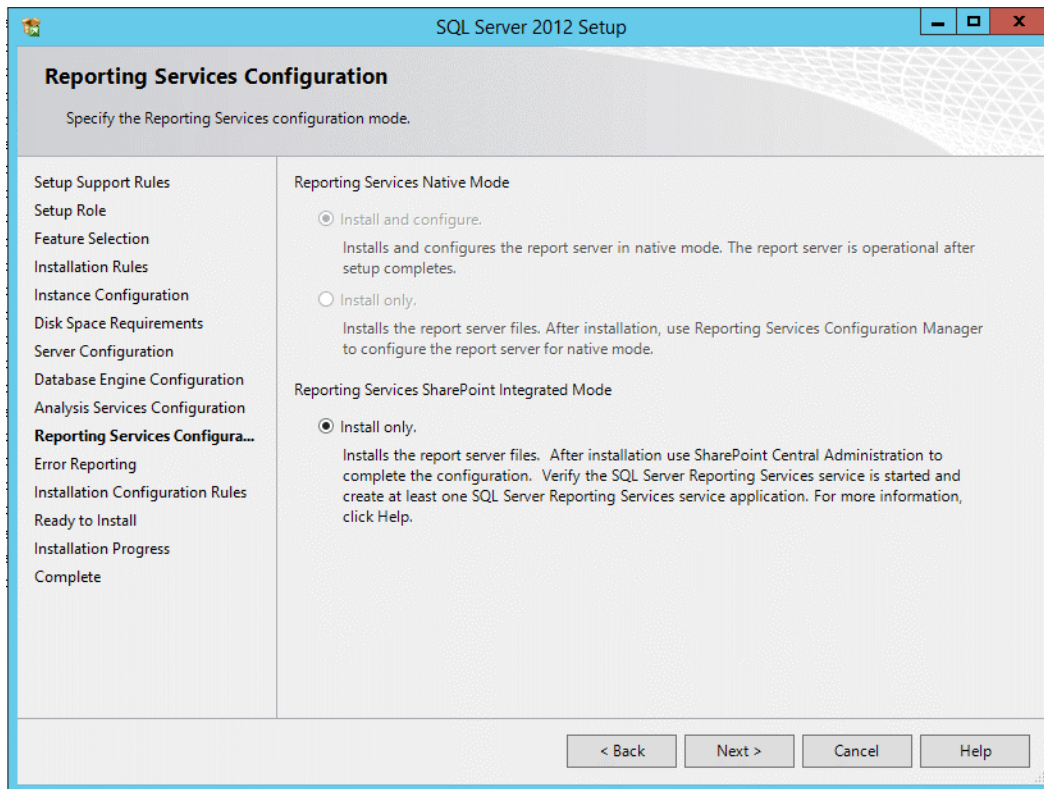 SQL Server 2012 Setup
Reporting Services Configuration
Specify the Reporting Services configuration mode.
Setup Support Rules
Setup Role
Feature Selection
Installation Rules
Instance Configuration
Disk Space Requirements
Server Configuration
Database Engine Configuration
Analysis Services Configuration
Reporting Services Configura...
Error Reporting
Installation Configuration Rules
Ready to Install
Installation Progress
Complete
Reporting Services Native Mode
Install and configure.
Installs and configures the report server in native mode. The report server is operational after
setup completes.
Install only.
Installs the report server files. After installation, use Reporting Services Configuration Manager
to configure the report server for native mode.
Reporting Services SharePoint Integrated Mode
Install only.
Installs the report server files.  After installation use SharePoint Central Administration to
complete the configuration.  Verify the SQL Server Reporting Services service is started and
create at least one SQL Server Reporting Services service application. For more information,
click Help.
< Back
Next >
Cancel
Help